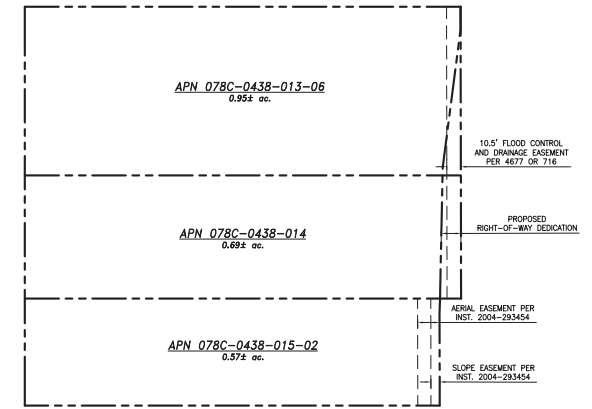 APN 078C-0438-013-06
0.95± ac.
10.5' FLOOD CONTROL
AND DRAINAGE EASEMENT
PER 4677 OR 716
APN 078C-0438-014
0.69± ac.
PROPOSED
RIGHT-OF-WAY DEDICATION
AERIAL EASEMENT PER
INST. 2004-293454
APN 078C-0438-015-02
0.57± ac.
SLOPE EASEMENT PER
INST. 2004-293454